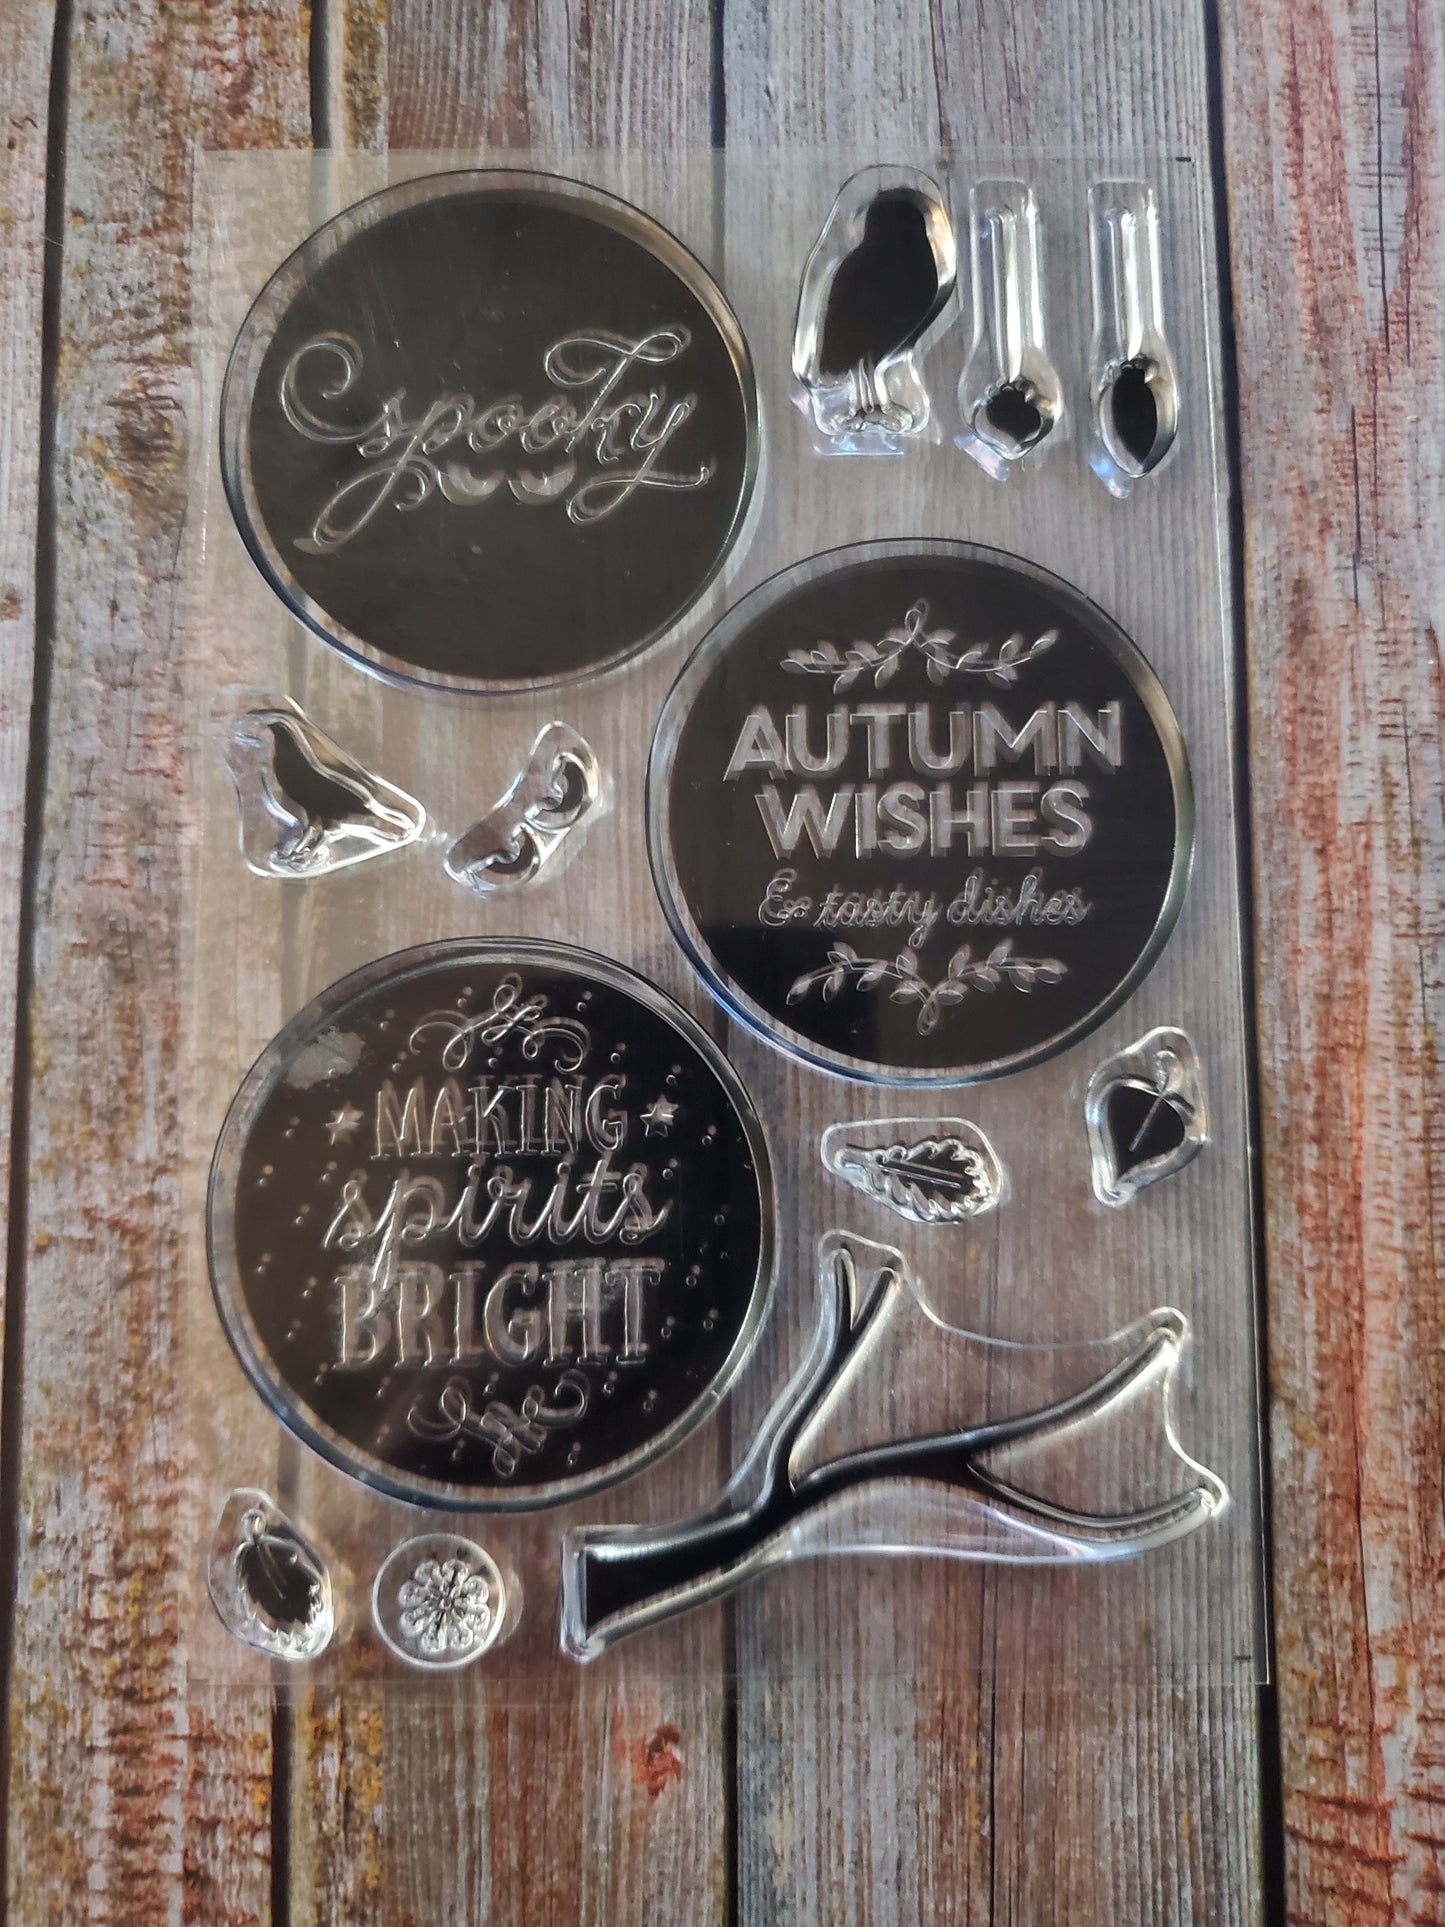 spooky
AUTUMN
WISHES
& tasty dishes
MAKING
spirits
BRIGHT